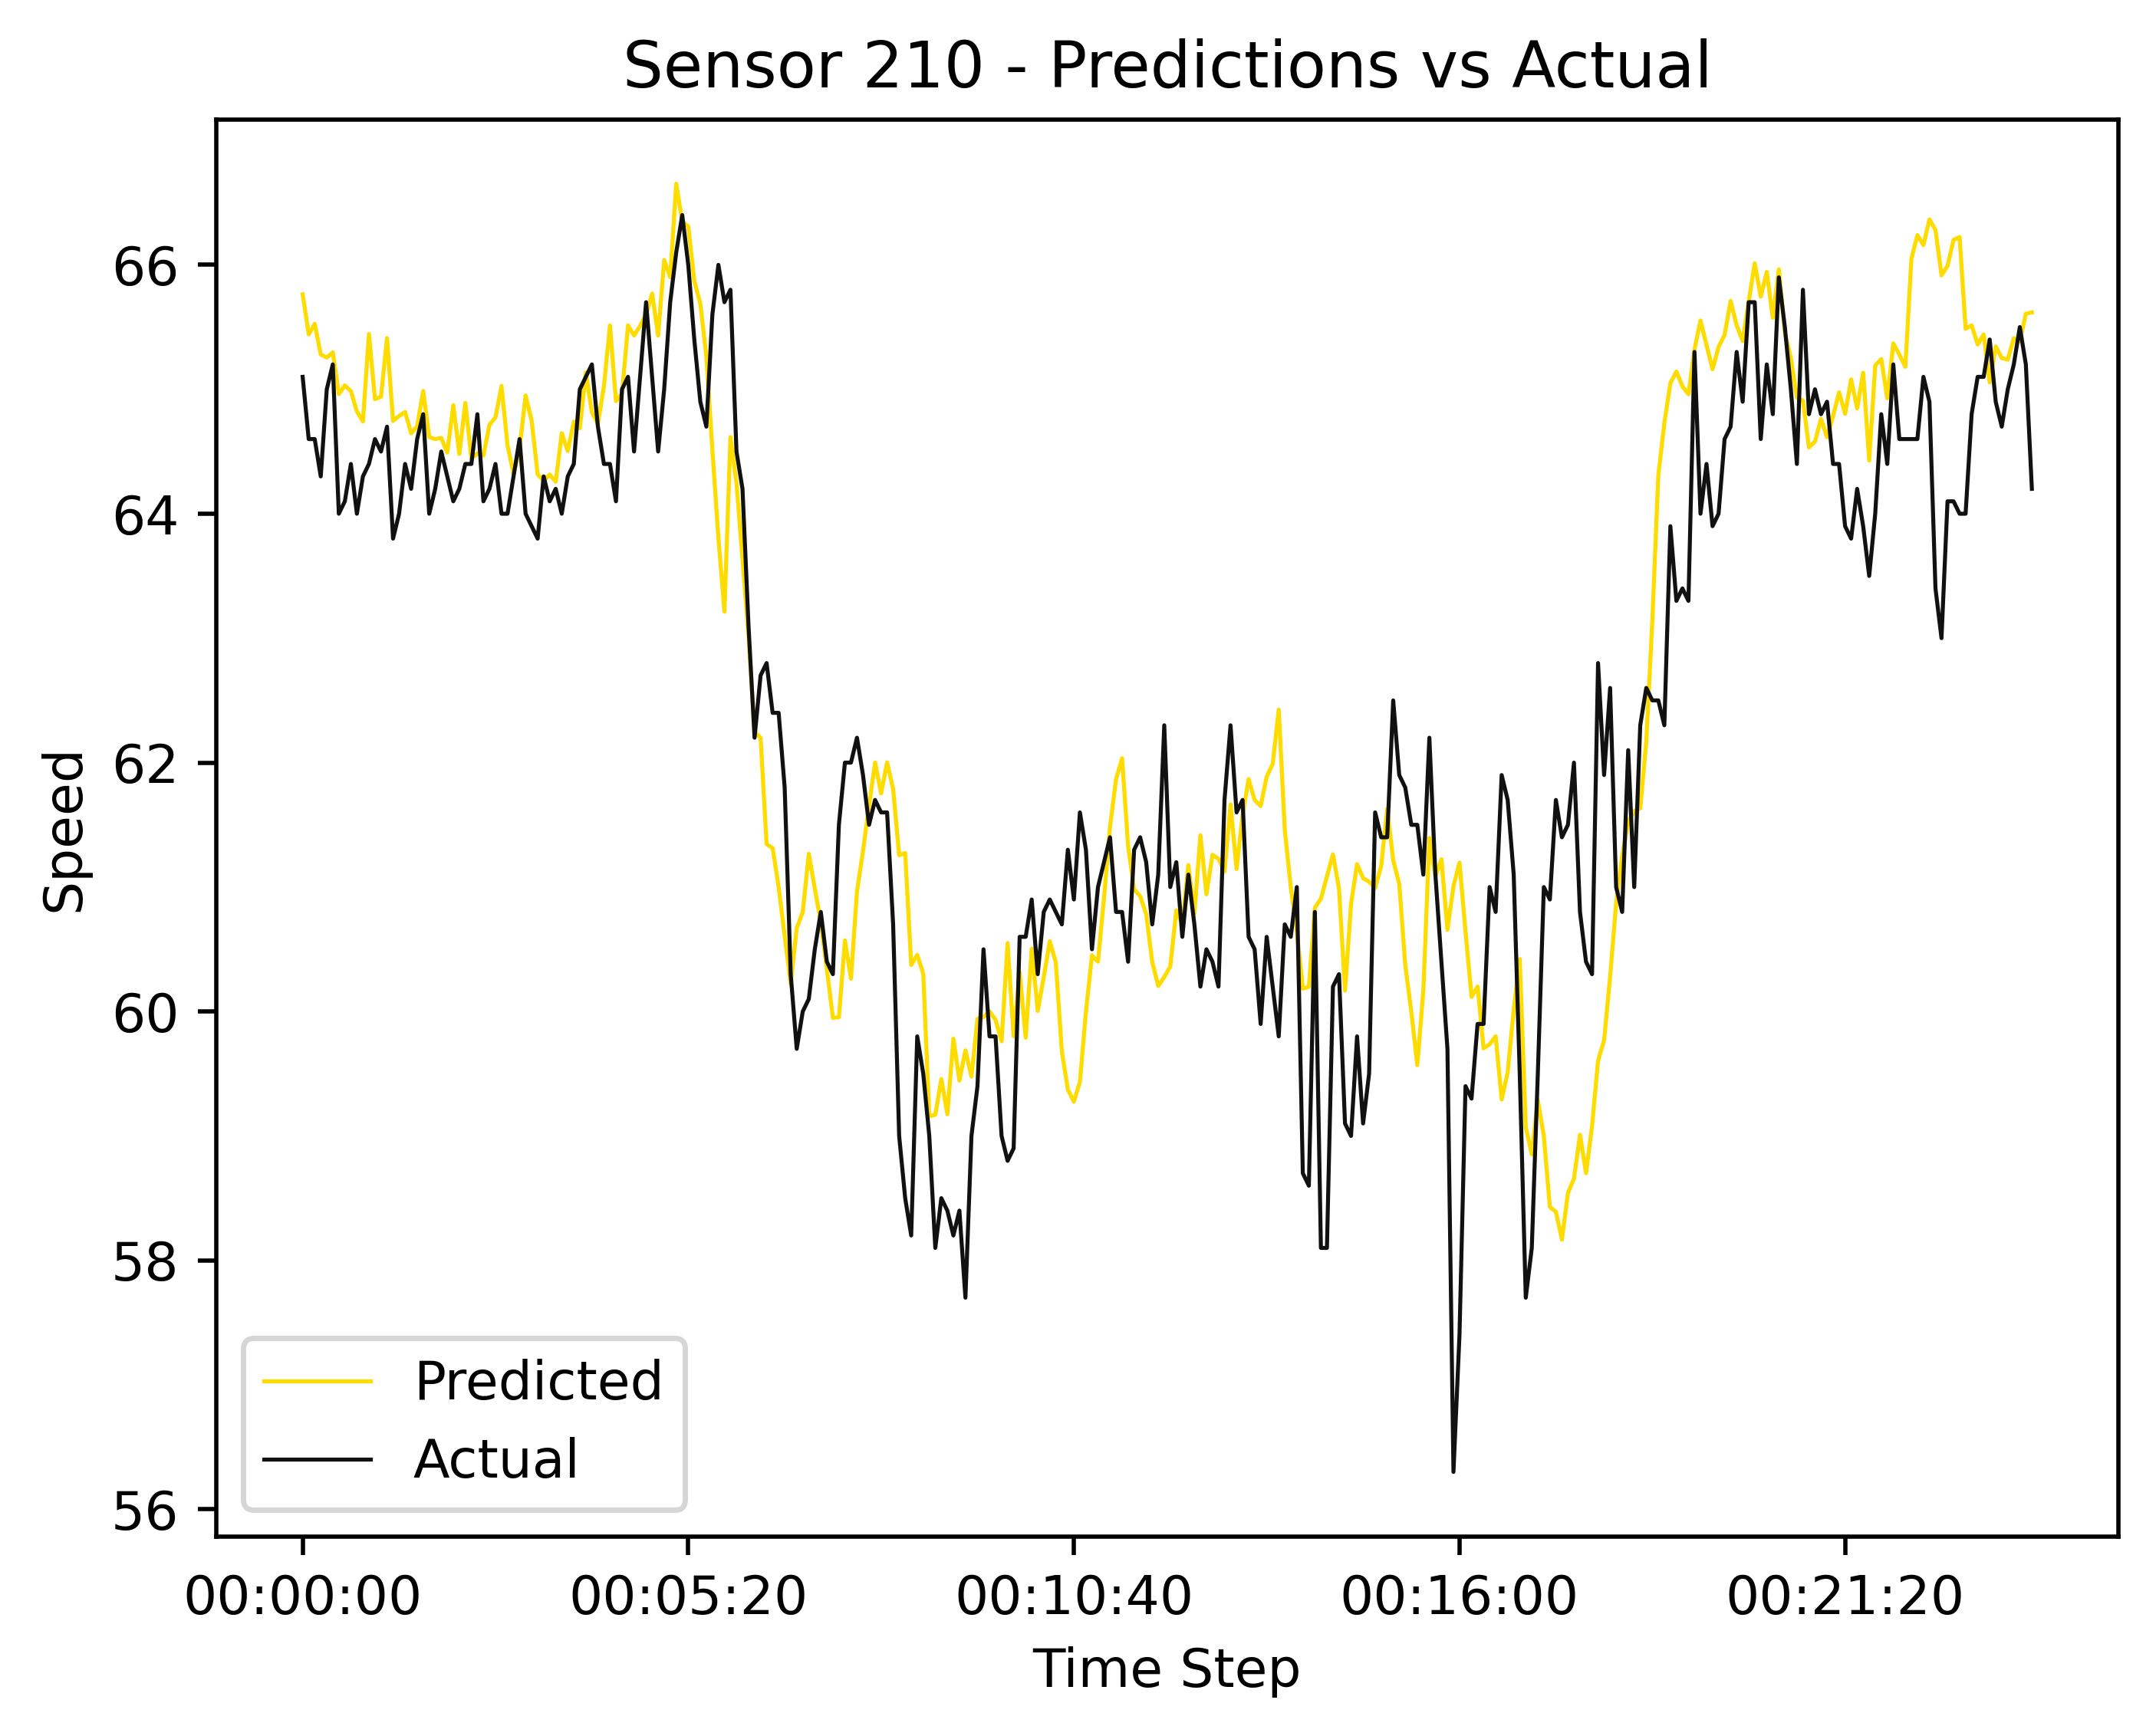 Sensor 210 - Predictions vs Actual
66
64
62
60
58
56
Speed
Predicted
Actual
00:00:00 00:05:20 00:10:40 00:16:00 00:21:20
Time Step